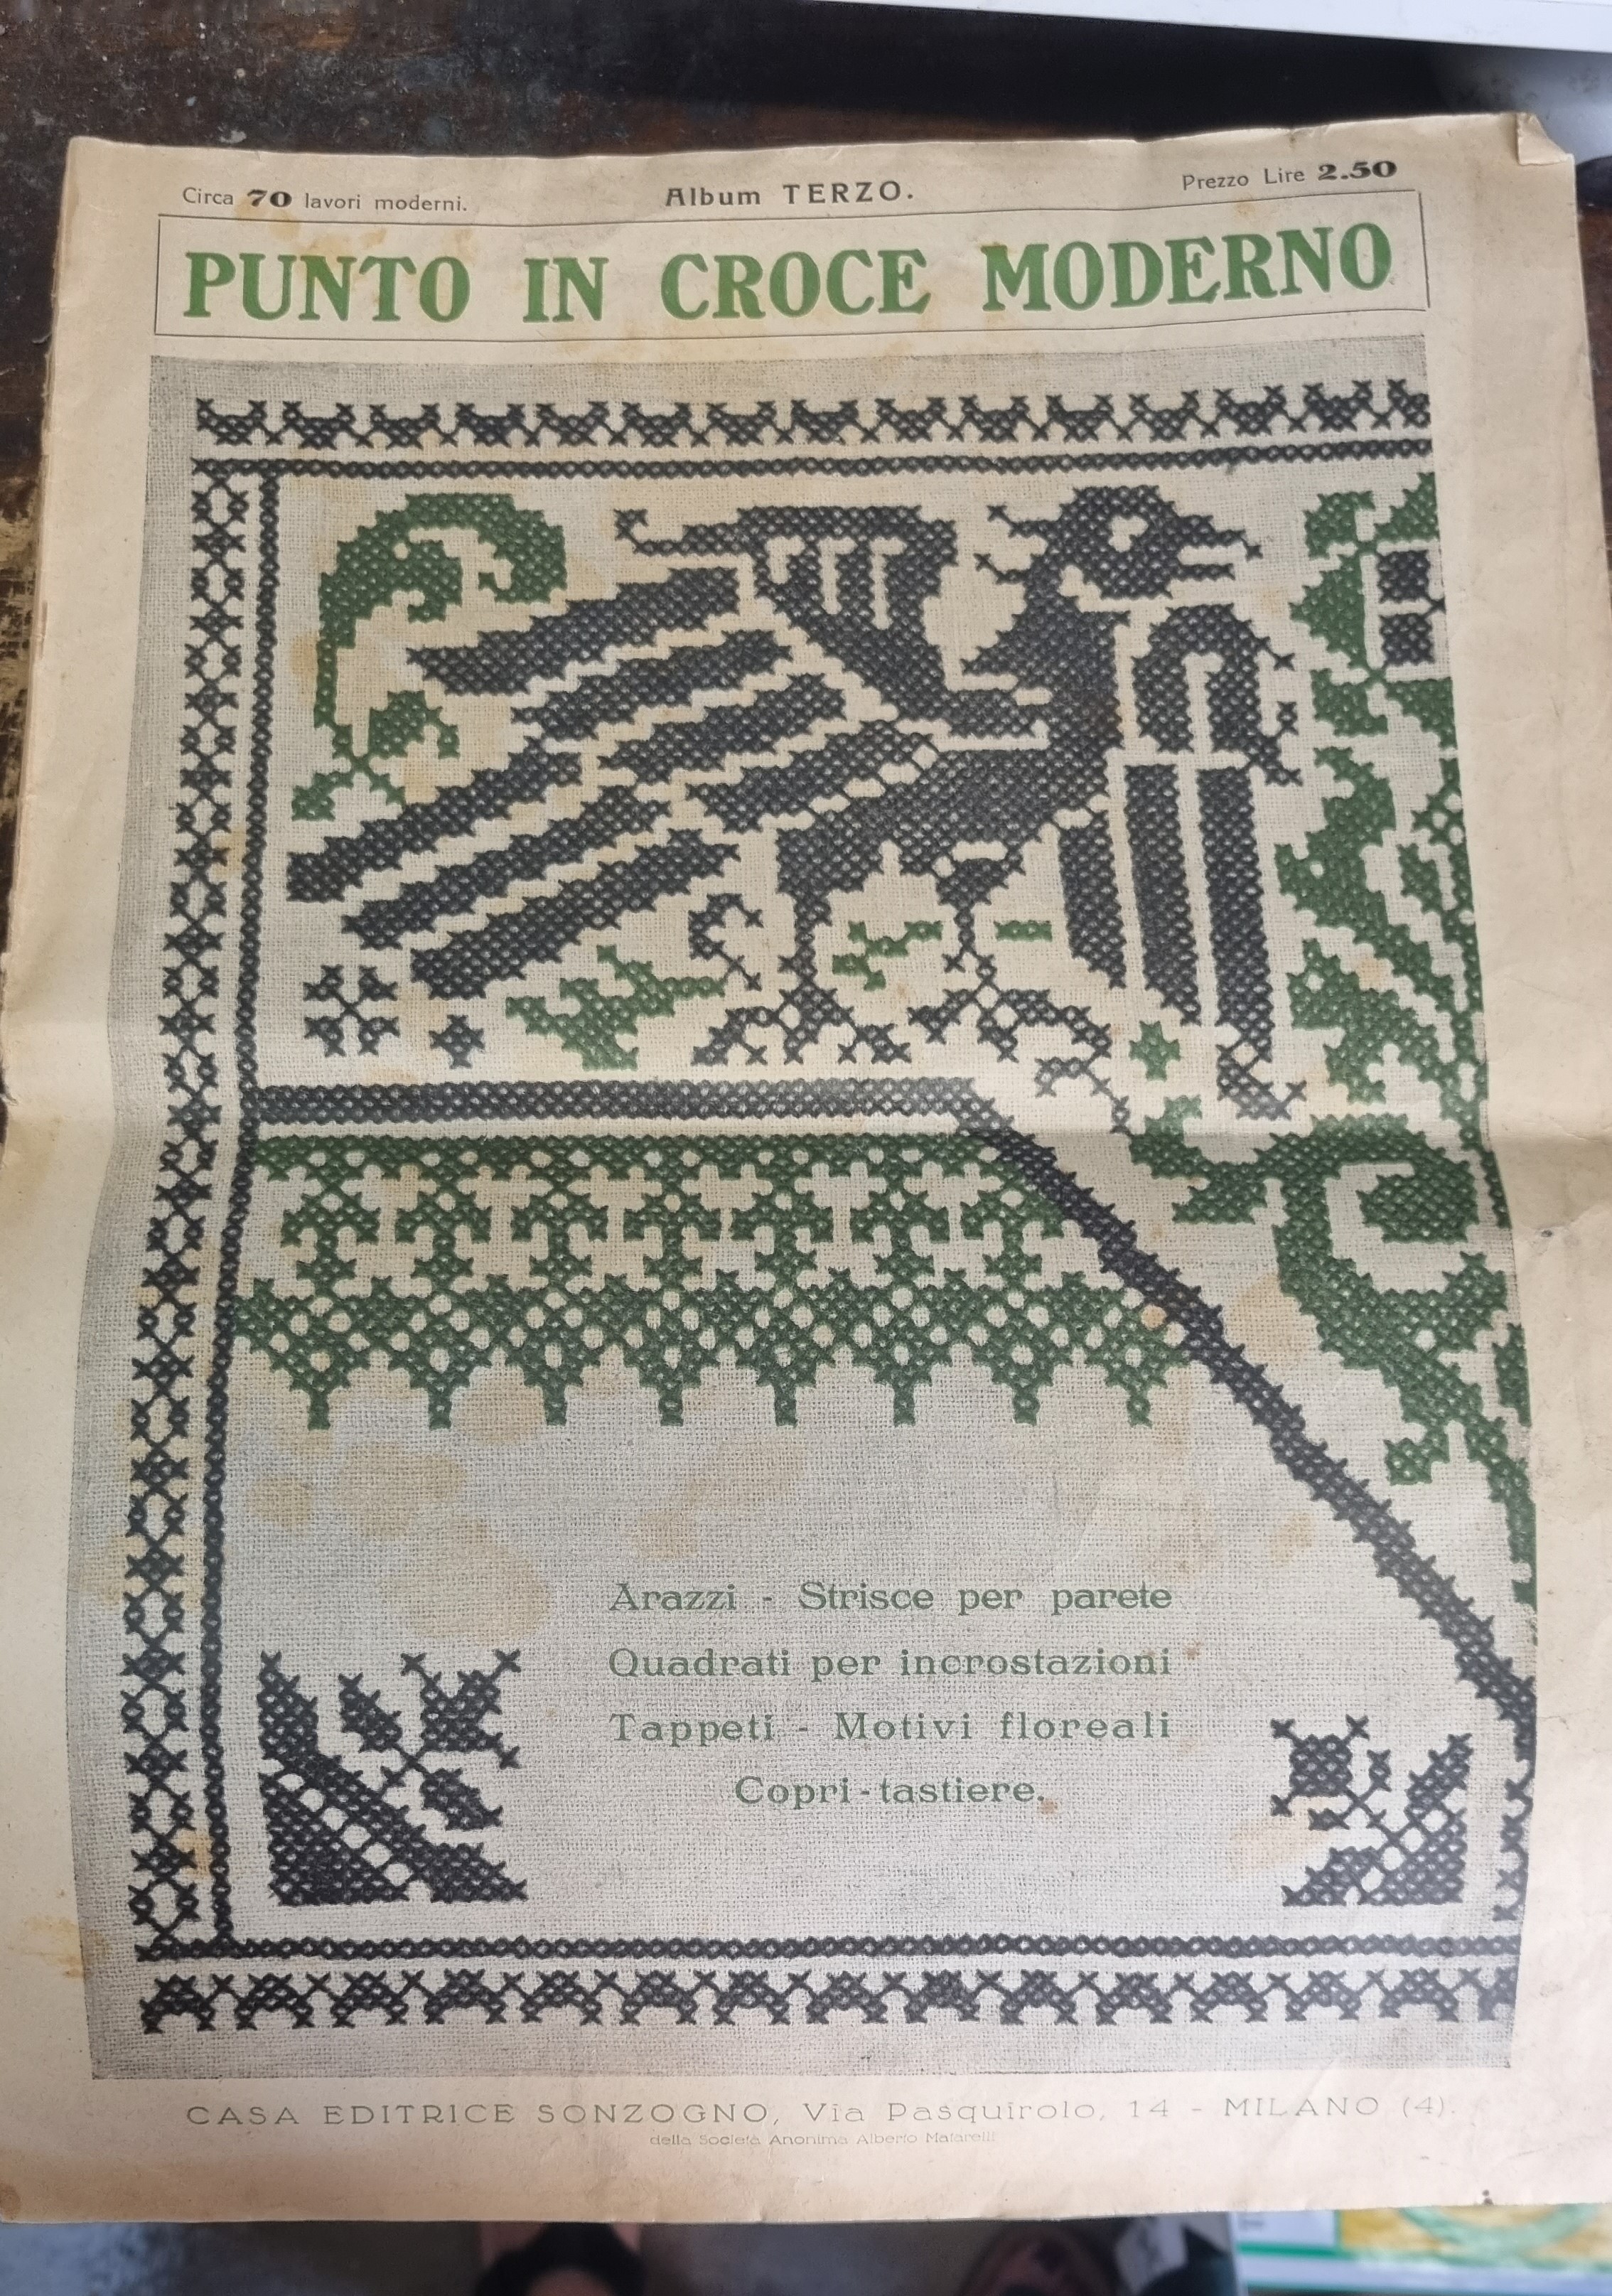 Circa 70 lavori moderni.
Album TERZO.
Prezzo Lire 2.50
PUNTO IN CROCE MODERNO
Arazzi - Strisce per parete
Quadrati per incrostazioni
Tappeti - Motivi floreali
Copri-tastiere.
CASA EDITRICE SONZOGNO, Via Pasquirolo, 14 - MILANO (4).
della Società Anonima Alberto Matarelli